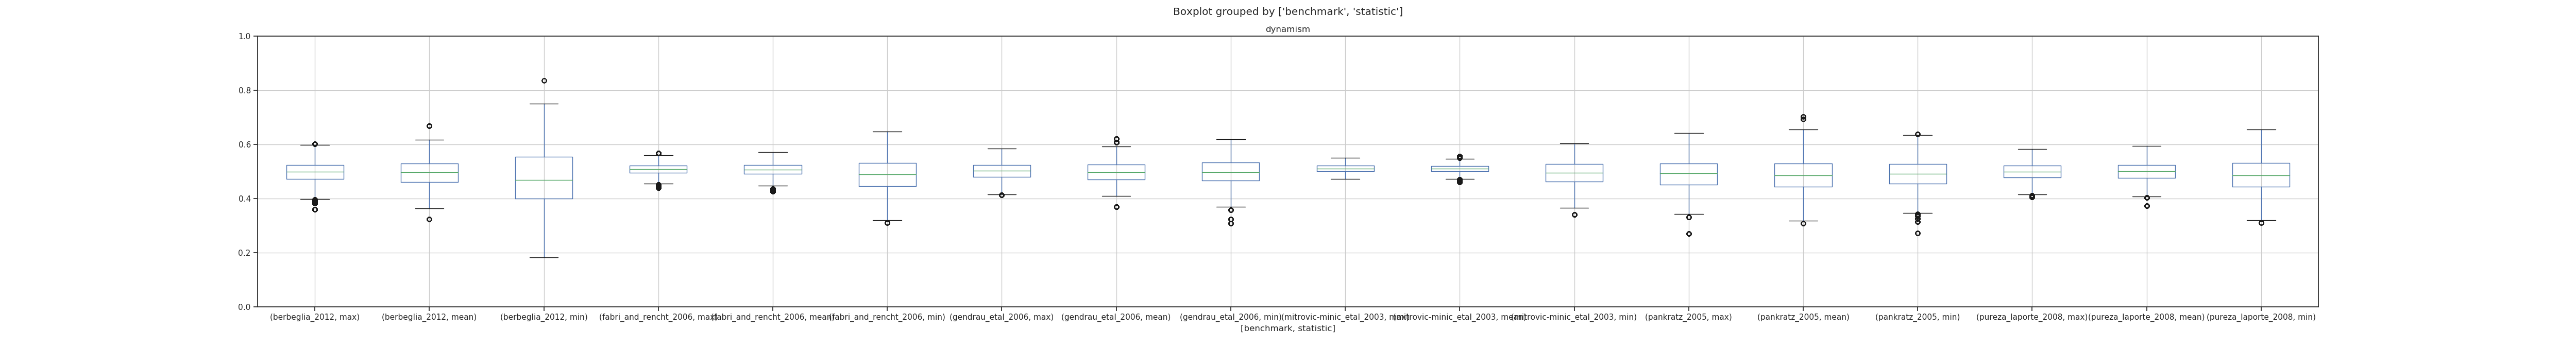 Boxplot grouped by ['benchmark', 'statistic']
dynamism
1.0
0.8
0.6
0.4
0.2
0.0
(berbeglia_2012, max)
(berbeglia_2012, mean)
(berbeglia_2012, min)
(fabri_and_rencht_2006, max)
(fabri_and_rencht_2006, mean)
(fabri_and_rencht_2006, min)
(gendrau_etal_2006, max)
(gendrau_etal_2006, mean)
(gendrau_etal_2006, min)
(mitrovic-minic_etal_2003, max)
(mitrovic-minic_etal_2003, mean)
(mitrovic-minic_etal_2003, min)
(pankratz_2005, max)
(pankratz_2005, mean)
(pankratz_2005, min)
(pureza_laporte_2008, max)
(pureza_laporte_2008, mean)
(pureza_laporte_2008, min)
[benchmark, statistic]